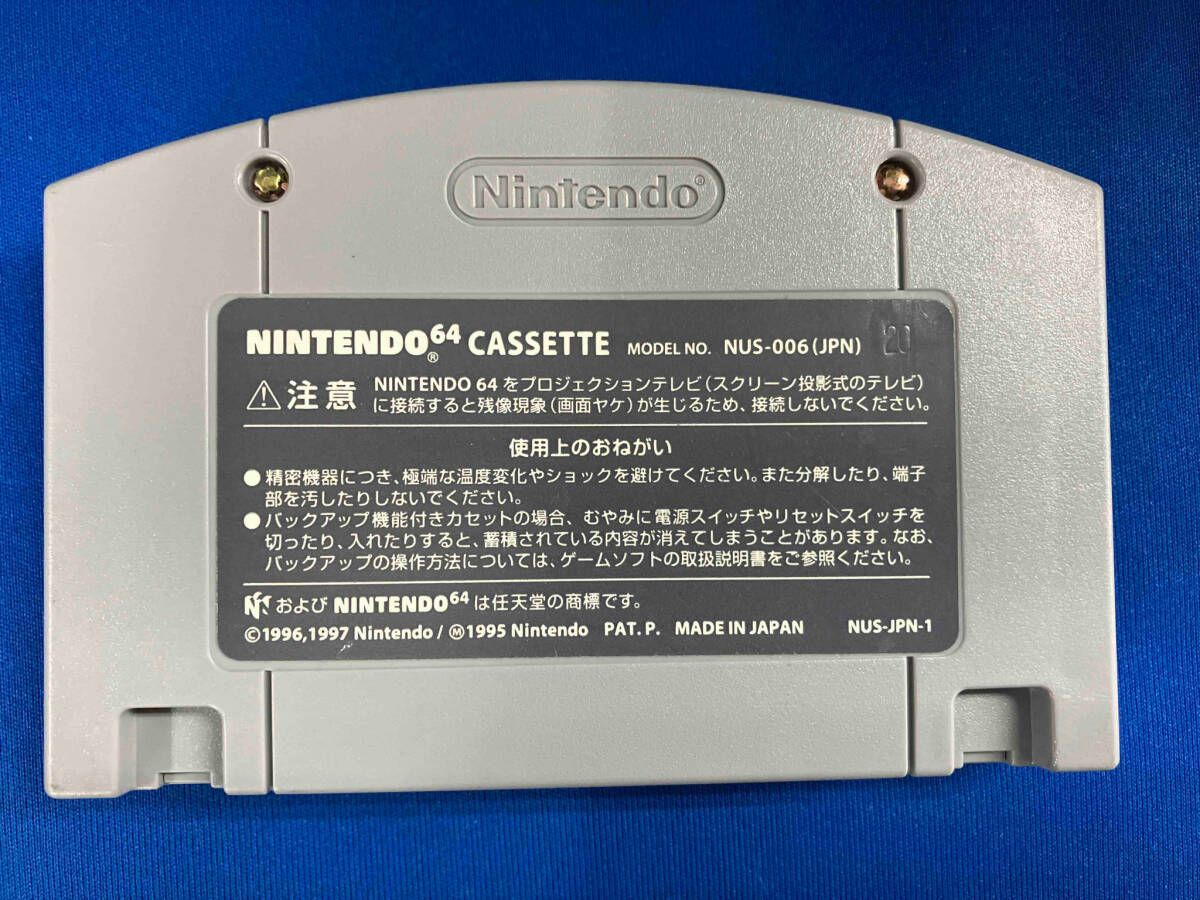 Nintendo®
NINTENDO64® CASSETTE MODEL NO. NUS-006(JPN) 20
⚠注意 NINTENDO 64 をプロジェクションテレビ(スクリーン投影式のテレビ)
に接続すると残像現象(画面ヤケ)が生じるため、接続しないでください。
使用上のおねがい
●精密機器につき、極端な温度変化やショックを避けてください。また分解したり、端子
部を汚したりしないでください。
●バックアップ機能付きカセットの場合、むやみに電源スイッチやリセットスイッチを
切ったり、入れたりすると、蓄積されている内容が消えてしまうことがあります。なお、
バックアップの操作方法については、ゲームソフトの取扱説明書をご参照ください。
および NINTENDO64 は任天堂の商標です。
©1996,1997 Nintendo / Ⓜ1995 Nintendo PAT. P. MADE IN JAPAN NUS-JPN-1